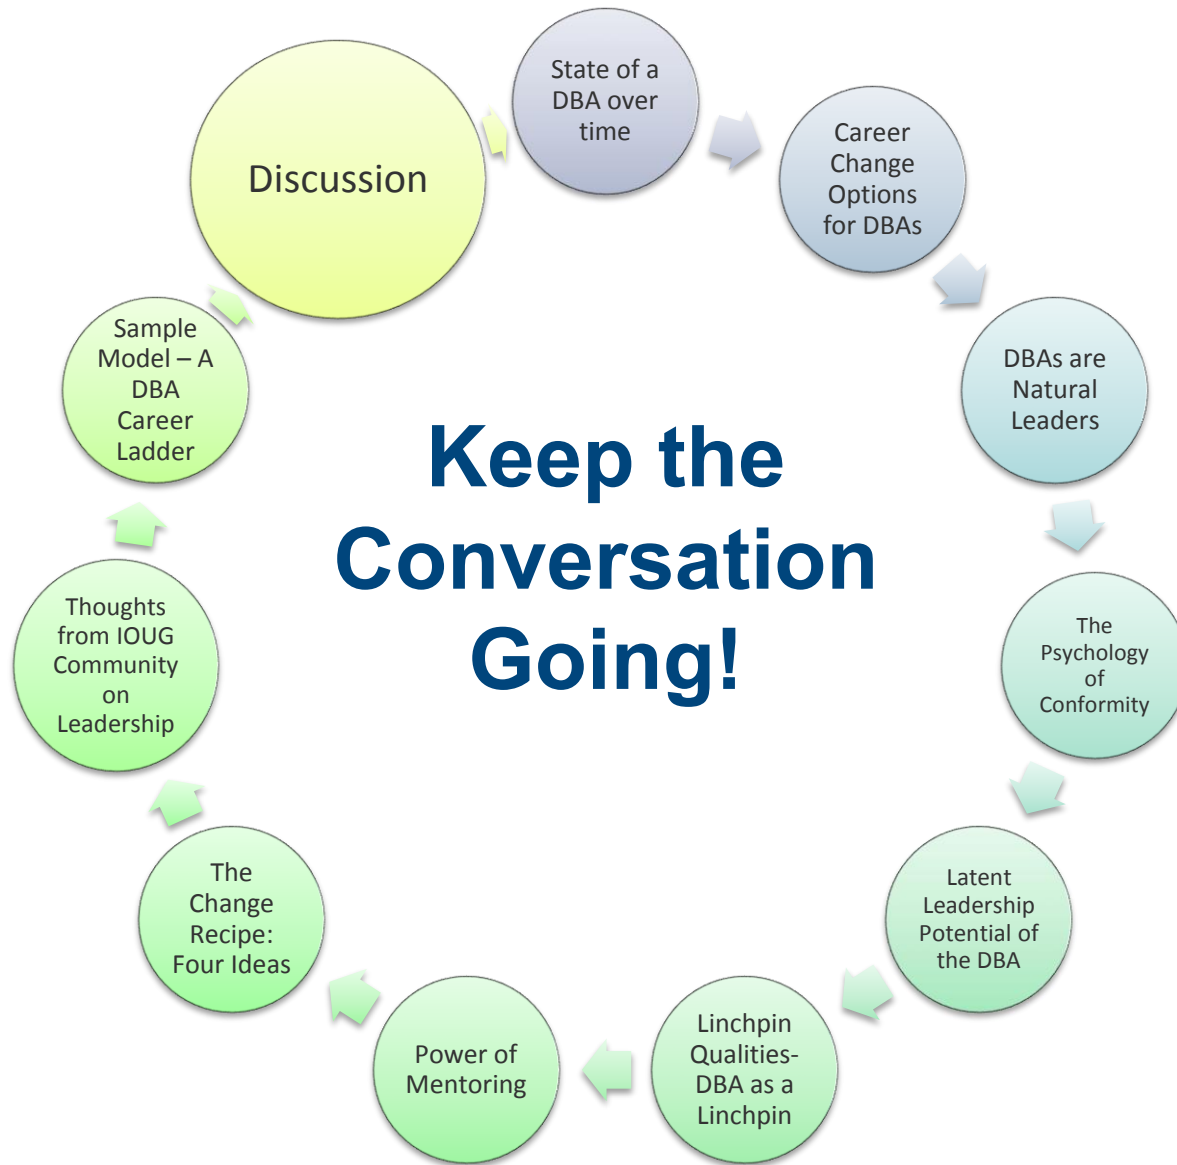 State of a
DBA over
time
Career
Change
Options
for DBAs
DBAs are
Natural
Leaders
The
Psychology
of
Conformity
Latent
Leadership
Potential of
the DBA
Linchpin
Qualities-
DBA as a
Linchpin
Power of
Mentoring
The
Change
Recipe:
Four Ideas
Thoughts
from IOUG
Community
on
Leadership
Sample
Model – A
DBA
Career
Ladder
Discussion
Keep the
Conversation
Going!